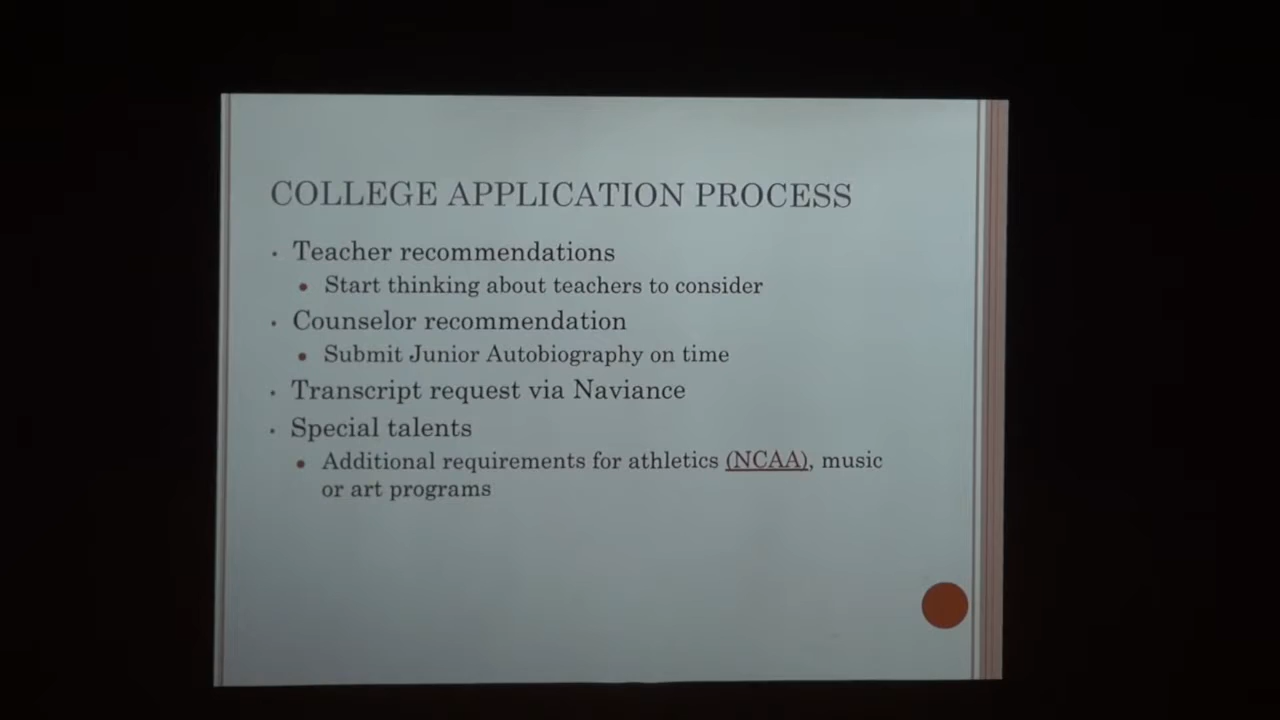 COLLEGE APPLICATION PROCESS
• Teacher recommendations
• Start thinking about teachers to consider
• Counselor recommendation
• Submit Junior Autobiography on time
• Transcript request via Naviance
• Special talents
• Additional requirements for athletics (NCAA), music
or art programs